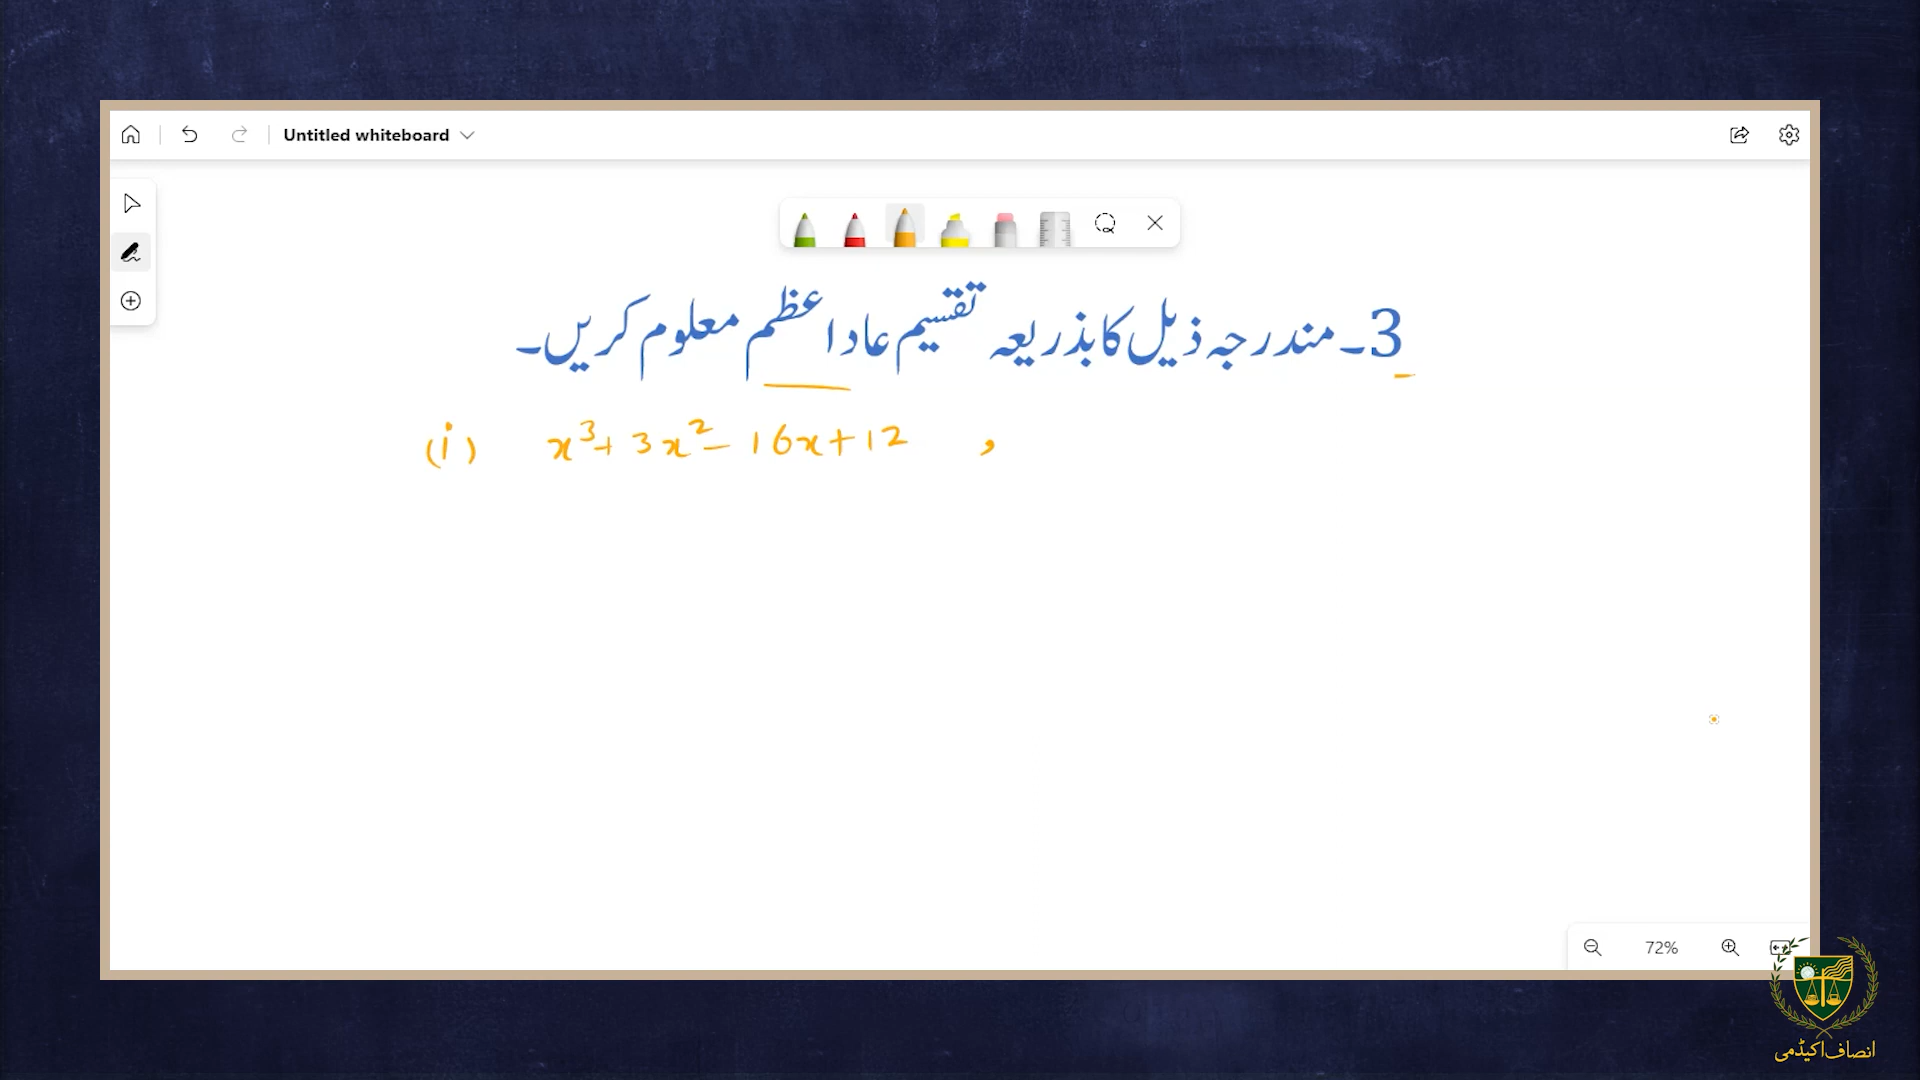 Untitled whiteboard
3۔ مندرجہ ذیل کا بذریعہ تقسیم عاد اعظم معلوم کریں۔
(i) x³+ 3x²- 16x+12 ,
72%
انصاف اکیڈمی